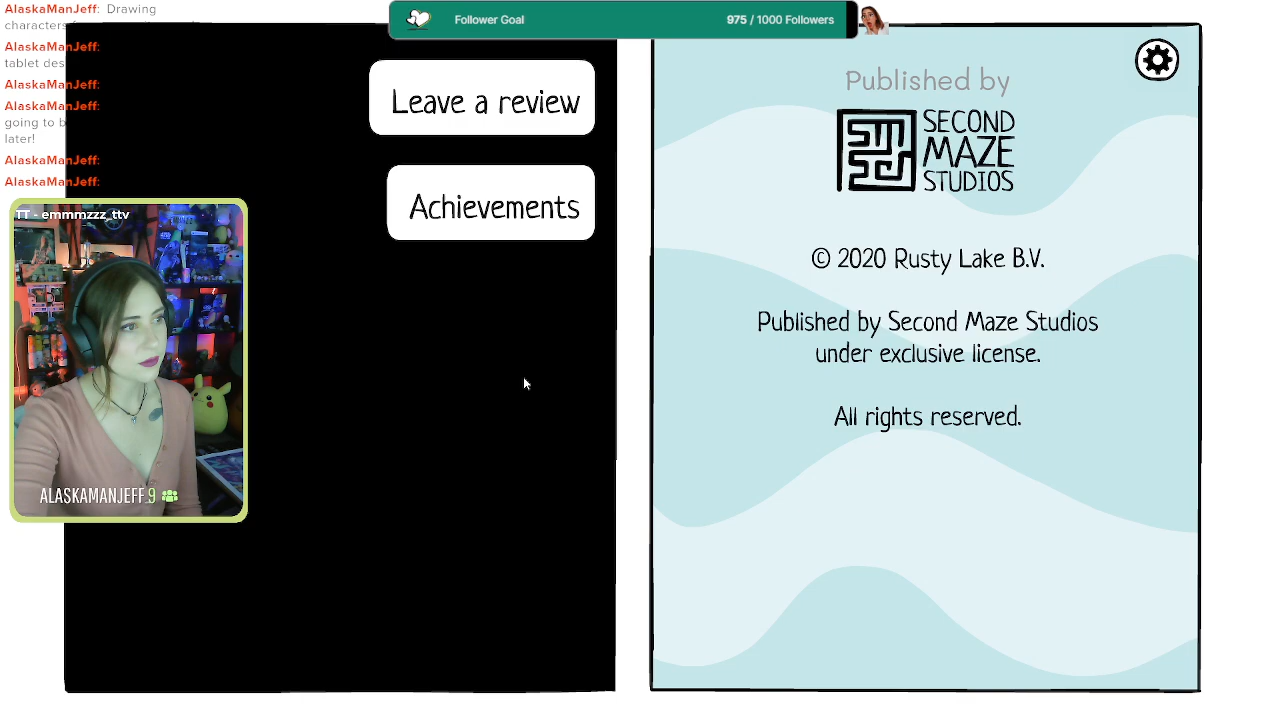 AlaskaManJeff: Drawing
characters
AlaskaManJeff:
tablet des
AlaskaManJeff:
AlaskaManJeff:
going to b
later!
AlaskaManJeff:
AlaskaManJeff:
Follower Goal
975 / 1000 Followers
Leave a review
Achievements
TT - emmmzzz_ttv
ALASKAMANJEFF 9
Published by
SECOND
MAZE
STUDIOS
© 2020 Rusty Lake B.V.
Published by Second Maze Studios
under exclusive license.
All rights reserved.